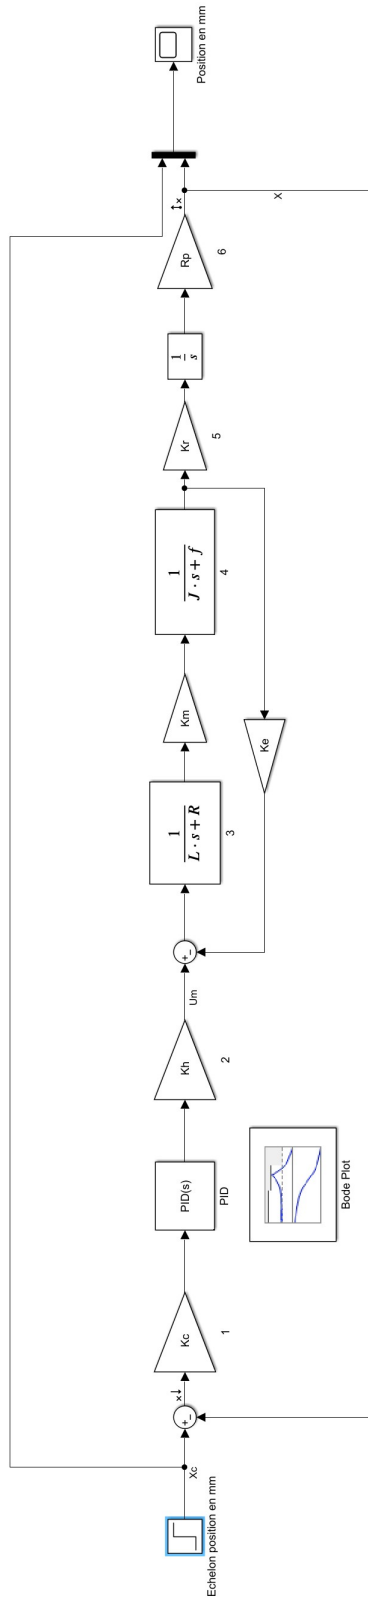 Echelon position en mm
Xc
+
-
Kc
1
PID(s)
PID
Kh
2
Um
+
-
1
L · s + R
3
Km
1
J · s + f
4
Kr
5
1
s
Rp
6
Position en mm
Ke
X
Bode Plot